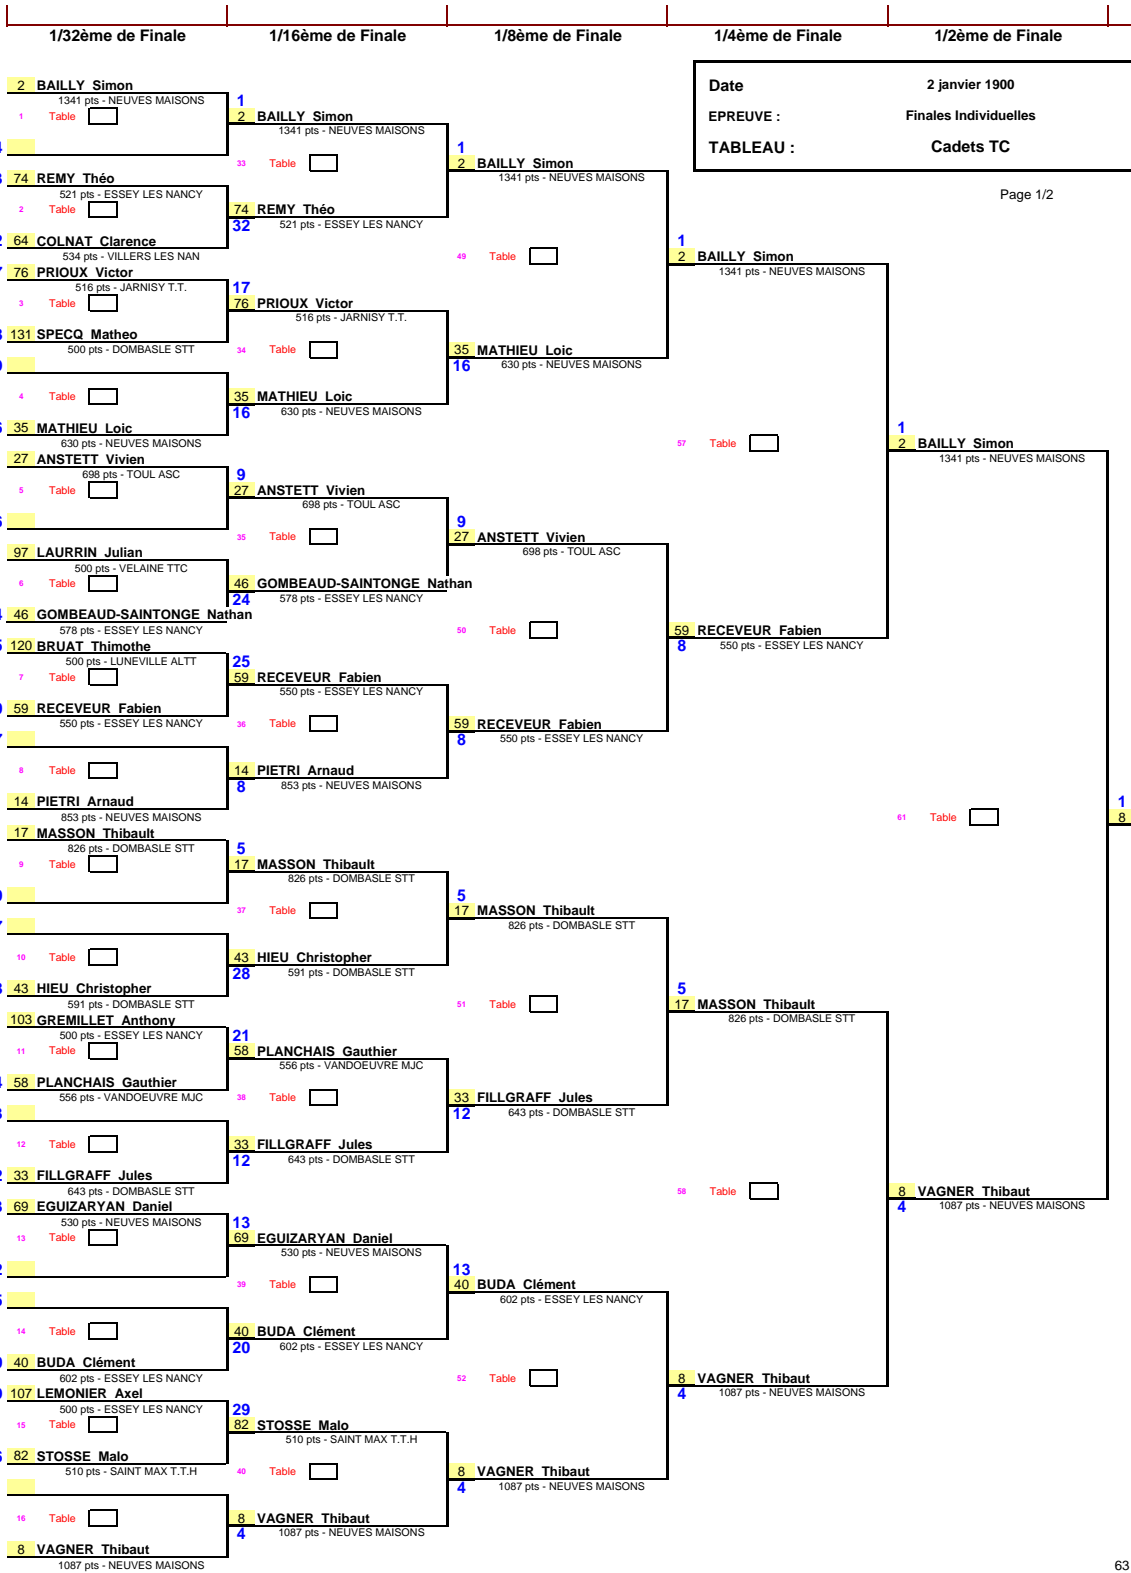 1/32ème de Finale 1/16ème de Finale 1/8ème de Finale 1/4ème de Finale 1/2ème de Finale
Date 2 janvier 1900
EPREUVE : Finales Individuelles
TABLEAU : Cadets TC
Page 1/2
2 BAILLY Simon
1341 pts - NEUVES MAISONS
1 Table
74 REMY Théo
521 pts - ESSEY LES NANCY
2 Table
64 COLNAT Clarence
534 pts - VILLERS LES NAN
76 PRIOUX Victor
516 pts - JARNISY T.T.
3 Table
131 SPECQ Matheo
500 pts - DOMBASLE STT
4 Table
35 MATHIEU Loic
630 pts - NEUVES MAISONS
27 ANSTETT Vivien
698 pts - TOUL ASC
5 Table
97 LAURRIN Julian
500 pts - VELAINE TTC
6 Table
46 GOMBEAUD-SAINTONGE Nathan
578 pts - ESSEY LES NANCY
120 BRUAT Thimothe
500 pts - LUNEVILLE ALTT
7 Table
59 RECEVEUR Fabien
550 pts - ESSEY LES NANCY
8 Table
14 PIETRI Arnaud
853 pts - NEUVES MAISONS
17 MASSON Thibault
826 pts - DOMBASLE STT
9 Table
10 Table
43 HIEU Christopher
591 pts - DOMBASLE STT
103 GREMILLET Anthony
500 pts - ESSEY LES NANCY
11 Table
58 PLANCHAIS Gauthier
556 pts - VANDOEUVRE MJC
12 Table
33 FILLGRAFF Jules
643 pts - DOMBASLE STT
69 EGUIZARYAN Daniel
530 pts - NEUVES MAISONS
13 Table
14 Table
40 BUDA Clément
602 pts - ESSEY LES NANCY
107 LEMONIER Axel
500 pts - ESSEY LES NANCY
15 Table
82 STOSSE Malo
510 pts - SAINT MAX T.T.H
16 Table
8 VAGNER Thibaut
1087 pts - NEUVES MAISONS
1
2 BAILLY Simon
1341 pts - NEUVES MAISONS
33 Table
74 REMY Théo
32 521 pts - ESSEY LES NANCY
17
76 PRIOUX Victor
516 pts - JARNISY T.T.
34 Table
35 MATHIEU Loic
16 630 pts - NEUVES MAISONS
9
27 ANSTETT Vivien
698 pts - TOUL ASC
35 Table
46 GOMBEAUD-SAINTONGE Nathan
24 578 pts - ESSEY LES NANCY
25
59 RECEVEUR Fabien
550 pts - ESSEY LES NANCY
36 Table
14 PIETRI Arnaud
8 853 pts - NEUVES MAISONS
5
17 MASSON Thibault
826 pts - DOMBASLE STT
37 Table
43 HIEU Christopher
28 591 pts - DOMBASLE STT
21
58 PLANCHAIS Gauthier
556 pts - VANDOEUVRE MJC
38 Table
33 FILLGRAFF Jules
12 643 pts - DOMBASLE STT
13
69 EGUIZARYAN Daniel
530 pts - NEUVES MAISONS
39 Table
40 BUDA Clément
20 602 pts - ESSEY LES NANCY
29
82 STOSSE Malo
510 pts - SAINT MAX T.T.H
40 Table
8 VAGNER Thibaut
4 1087 pts - NEUVES MAISONS
1
2 BAILLY Simon
1341 pts - NEUVES MAISONS
49 Table
35 MATHIEU Loic
16 630 pts - NEUVES MAISONS
9
27 ANSTETT Vivien
698 pts - TOUL ASC
50 Table
59 RECEVEUR Fabien
8 550 pts - ESSEY LES NANCY
5
17 MASSON Thibault
826 pts - DOMBASLE STT
51 Table
33 FILLGRAFF Jules
12 643 pts - DOMBASLE STT
13
40 BUDA Clément
602 pts - ESSEY LES NANCY
52 Table
8 VAGNER Thibaut
4 1087 pts - NEUVES MAISONS
1
2 BAILLY Simon
1341 pts - NEUVES MAISONS
57 Table
59 RECEVEUR Fabien
8 550 pts - ESSEY LES NANCY
5
17 MASSON Thibault
826 pts - DOMBASLE STT
58 Table
8 VAGNER Thibaut
4 1087 pts - NEUVES MAISONS
1
2 BAILLY Simon
1341 pts - NEUVES MAISONS
61 Table
8 VAGNER Thibaut
4 1087 pts - NEUVES MAISONS
1
8
63